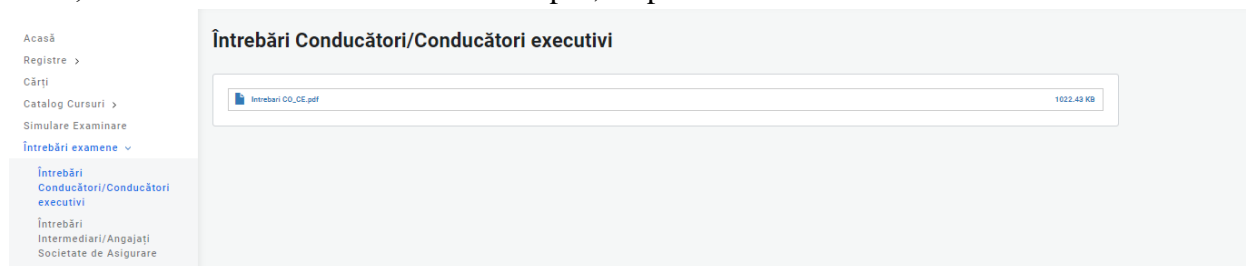 Acasă
Registre >
Cărți
Catalog Cursuri >
Simulare Examinare
Întrebări examene
Întrebări
Conducători/Conducători
executivi
Întrebări
Intermediari/Angajați
Societate de Asigurare
Întrebări Conducători/Conducători executivi
Intrebari CO_CE.pdf 1022.43 KB